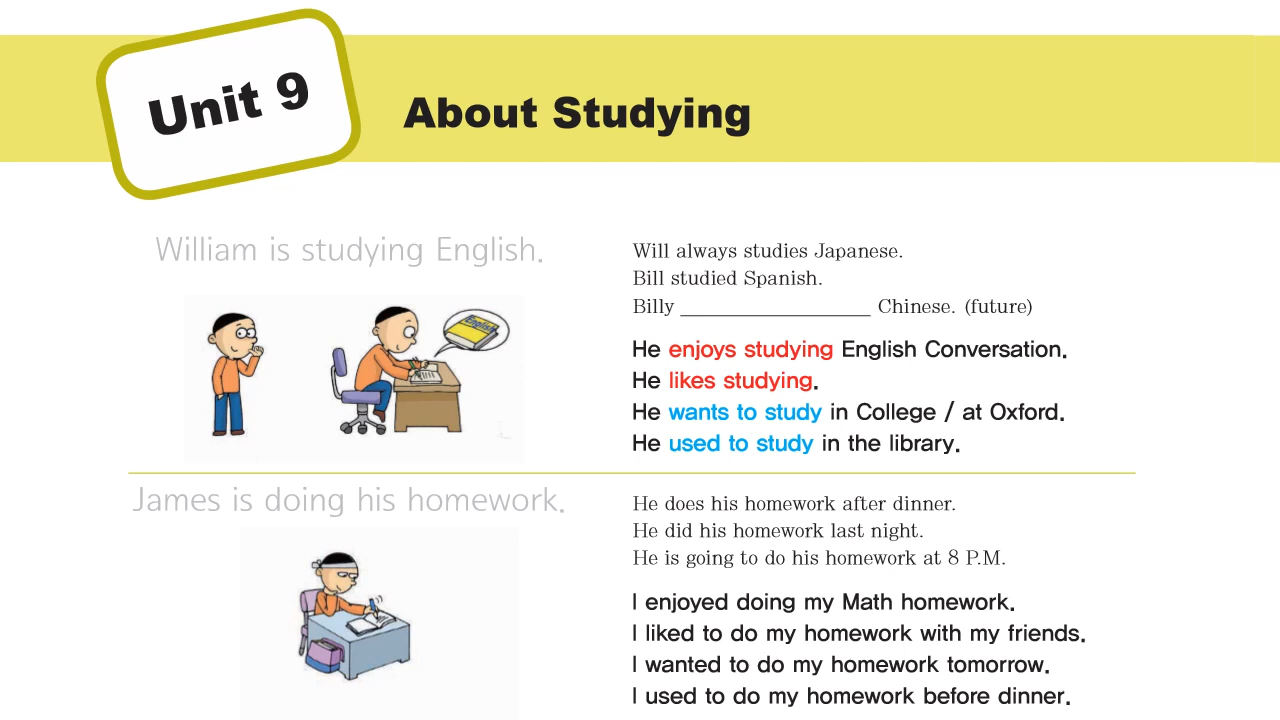 Unit 9
About Studying
William is studying English.
English
Will always studies Japanese.
Bill studied Spanish.
Billy ___________________ Chinese. (future)
He enjoys studying English Conversation.
He likes studying.
He wants to study in College / at Oxford.
He used to study in the library.
James is doing his homework.
He does his homework after dinner.
He did his homework last night.
He is going to do his homework at 8 P.M.
I enjoyed doing my Math homework.
I liked to do my homework with my friends.
I wanted to do my homework tomorrow.
I used to do my homework before dinner.